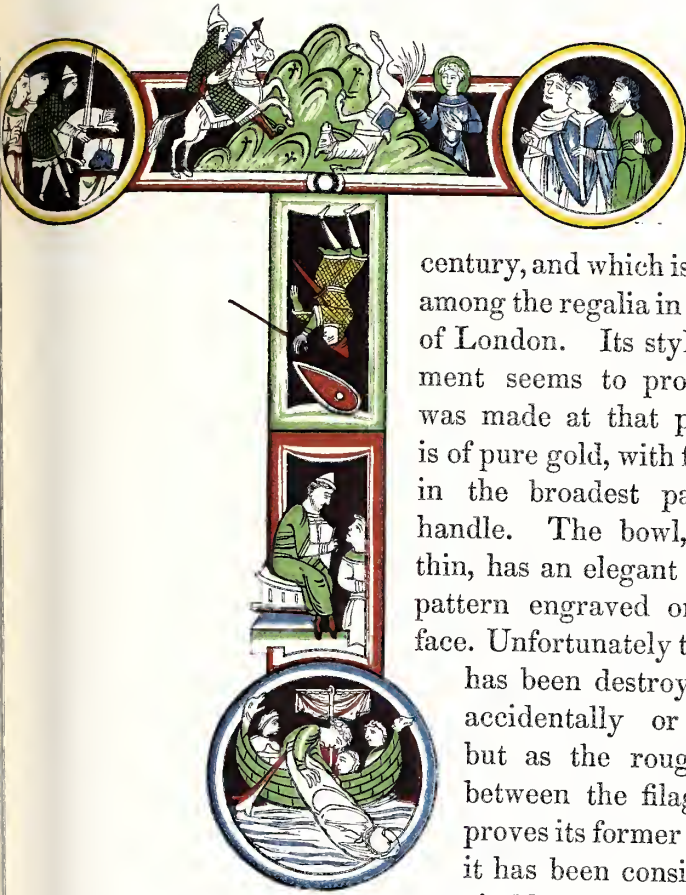 century, and which is
among the regalia in
of London. Its styl
ment seems to pro
was made at that p
is of pure gold, with f
in the broadest pa
handle. The bowl,
thin, has an elegant
pattern engraved o
face. Unfortunately t
has been destroy
accidentally or
but as the roug
between the filag
proves its former
it has been consi